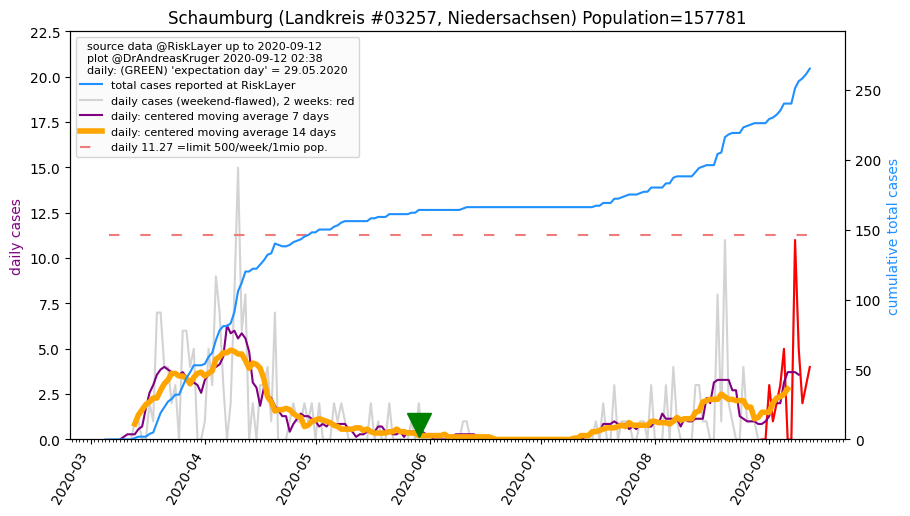 Schaumburg (Landkreis #03257, Niedersachsen) Population=157781
source data @RiskLayer up to 2020-09-12
plot @DrAndreasKruger 2020-09-12 02:38
daily: (GREEN) 'expectation day' = 29.05.2020
total cases reported at RiskLayer
daily cases (weekend-flawed), 2 weeks: red
daily: centered moving average 7 days
daily: centered moving average 14 days
daily 11.27 =limit 500/week/1mio pop.
daily cases
22.5
20.0
17.5
15.0
12.5
10.0
7.5
5.0
2.5
0.0
250
200
150
100
50
0
cumulative total cases
2020-03
2020-04
2020-05
2020-06
2020-07
2020-08
2020-09